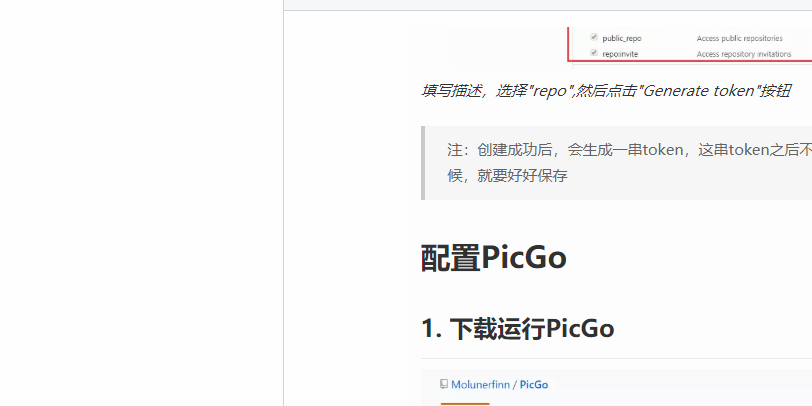 public_repo Access public repositories
repo:invite Access repository invitations
填写描述，选择"repo",然后点击"Generate token"按钮
注：创建成功后，会生成一串token，这串token之后不
候，就要好好保存
配置PicGo
1. 下载运行PicGo
Molunerfinn / PicGo